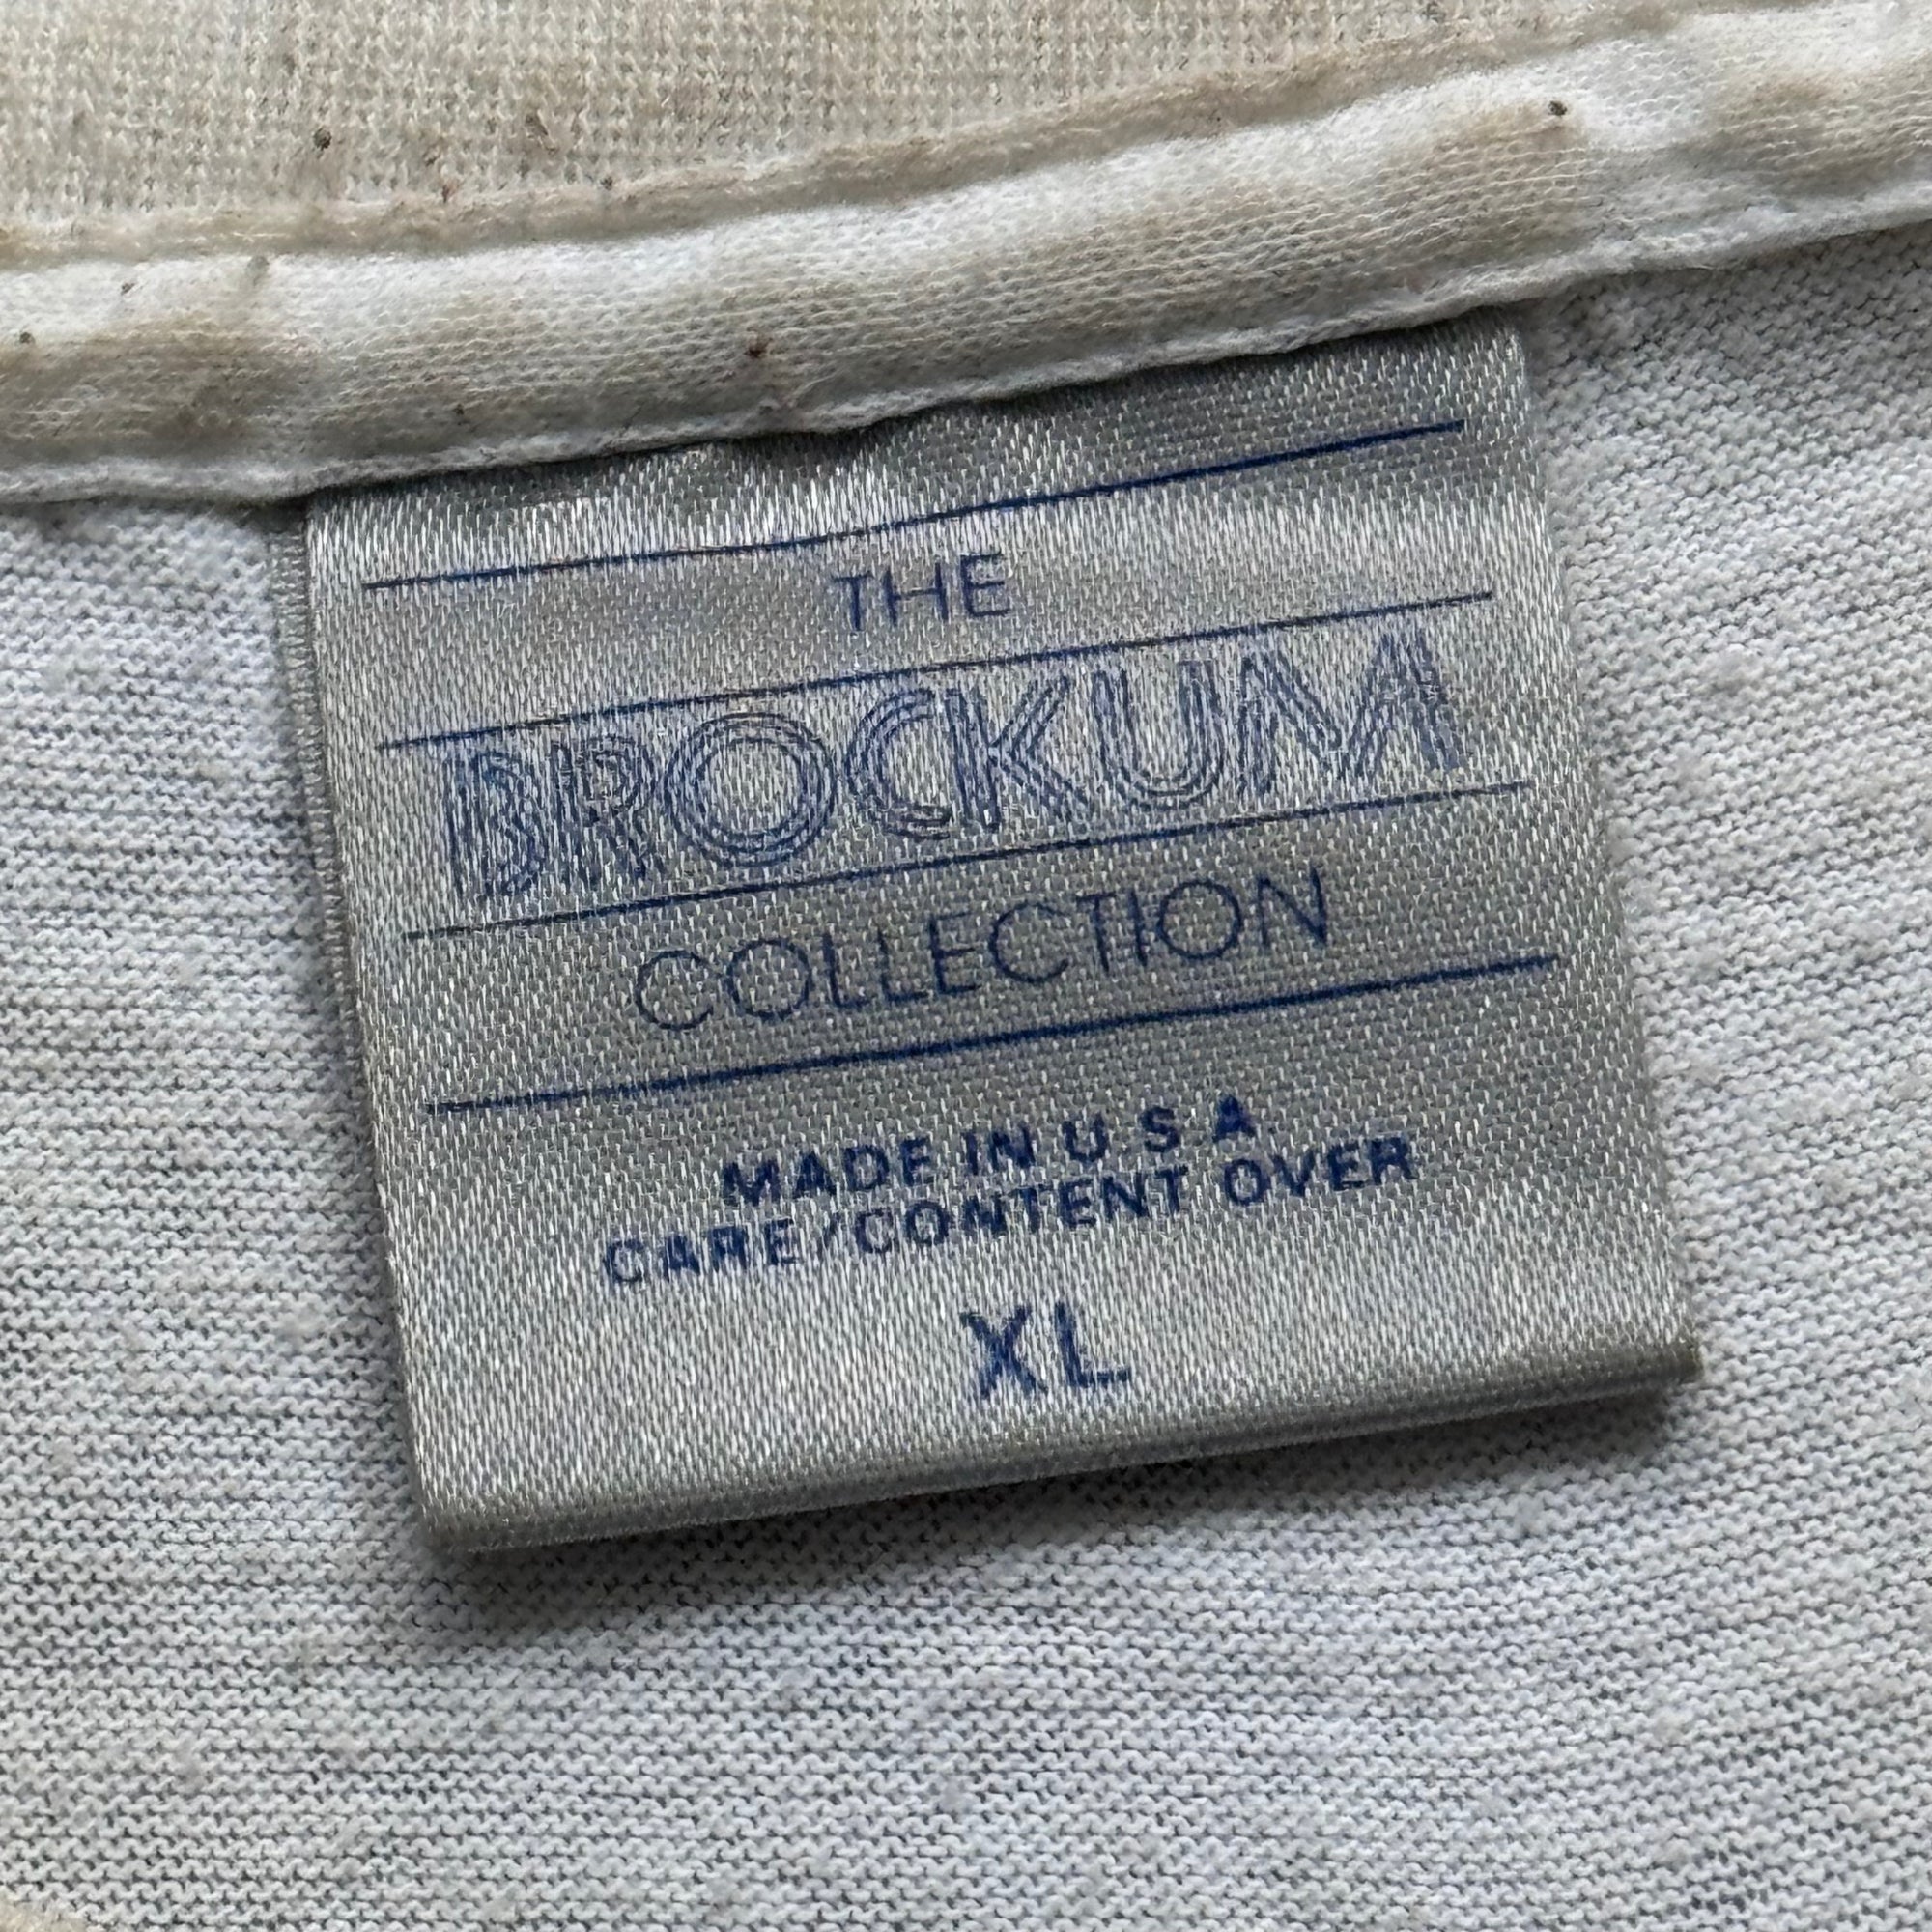 THE
BROCKUM
COLLECTION
MADE IN U S A
CARE/CONTENT OVER
XL